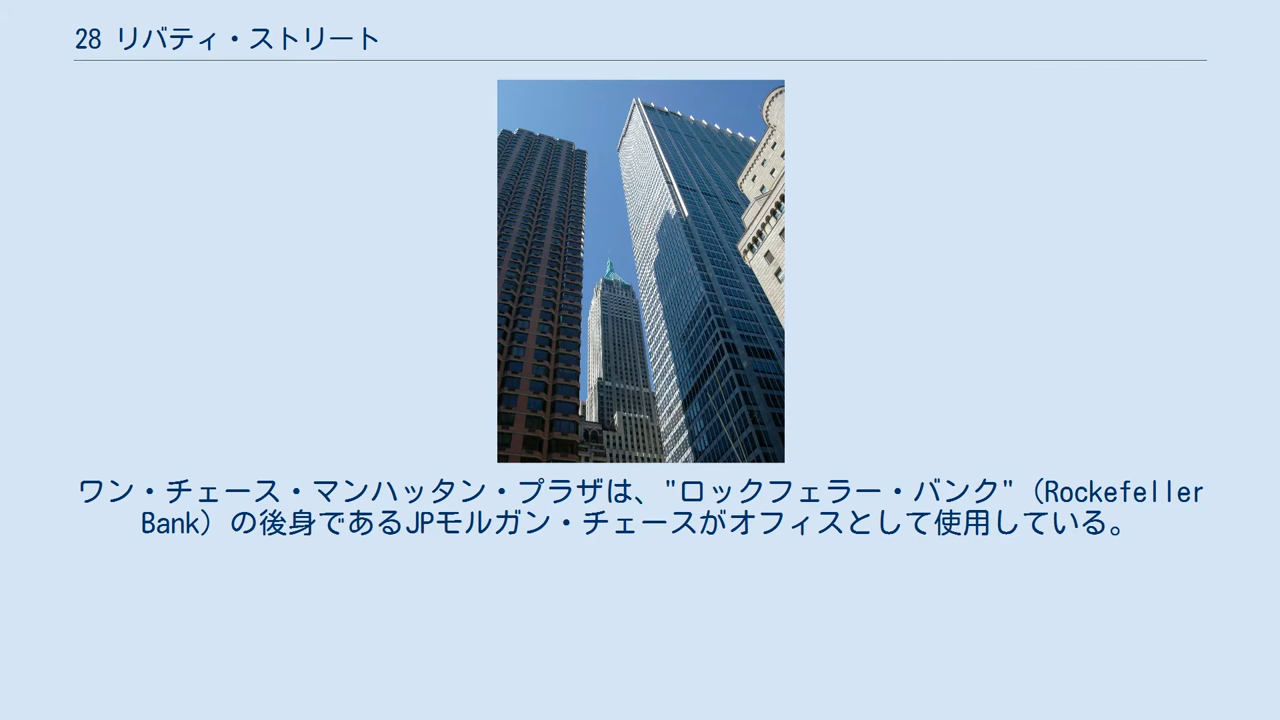 28 リバティ・ストリート
ワン・チェース・マンハッタン・プラザは、"ロックフェラー・バンク"（Rockefeller
Bank）の後身であるJPモルガン・チェースがオフィスとして使用している。